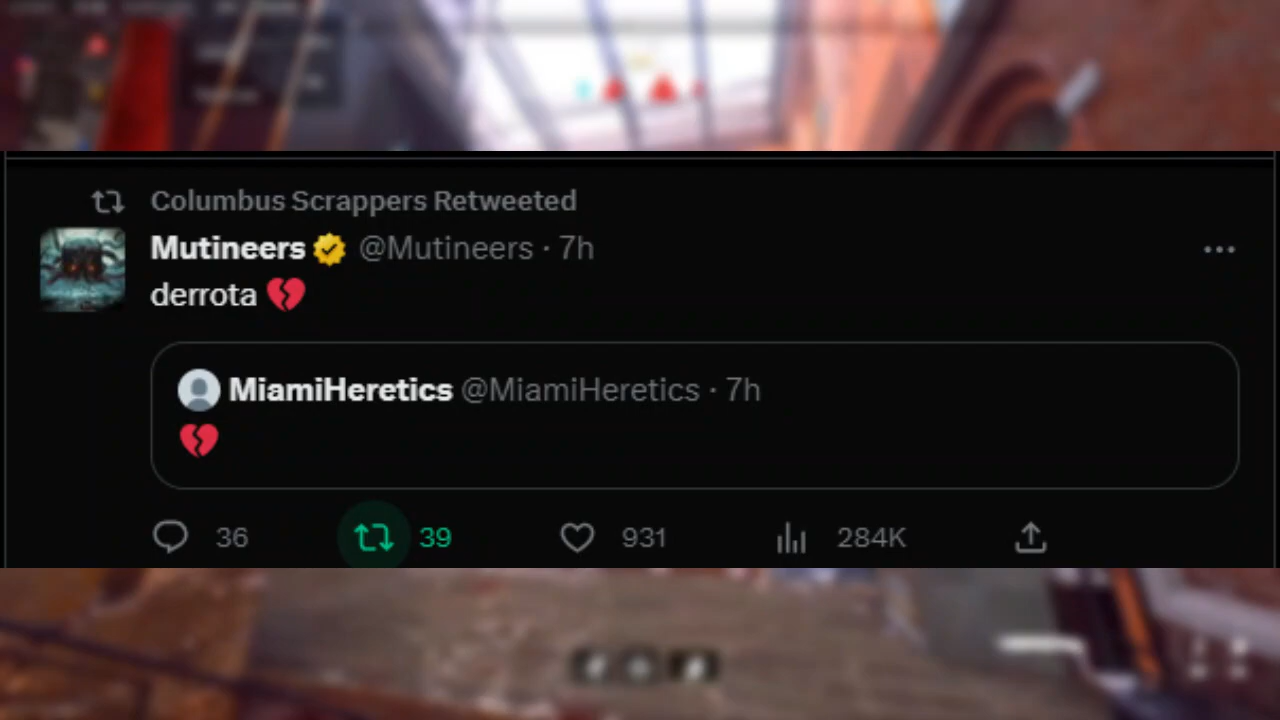 Columbus Scrappers Retweeted
Mutineers @Mutineers · 7h
derrota 💔
MiamiHeretics @MiamiHeretics · 7h
💔
36 39 931 284K